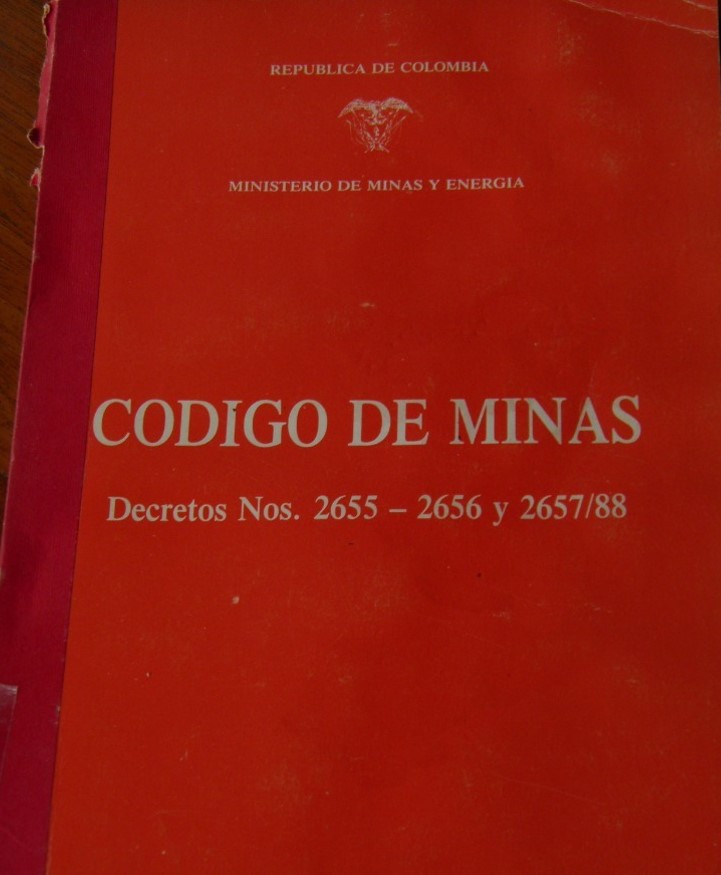 REPUBLICA DE COLOMBIA
MINISTERIO DE MINAS Y ENERGIA
CODIGO DE MINAS
Decretos Nos. 2655 – 2656 y 2657/88